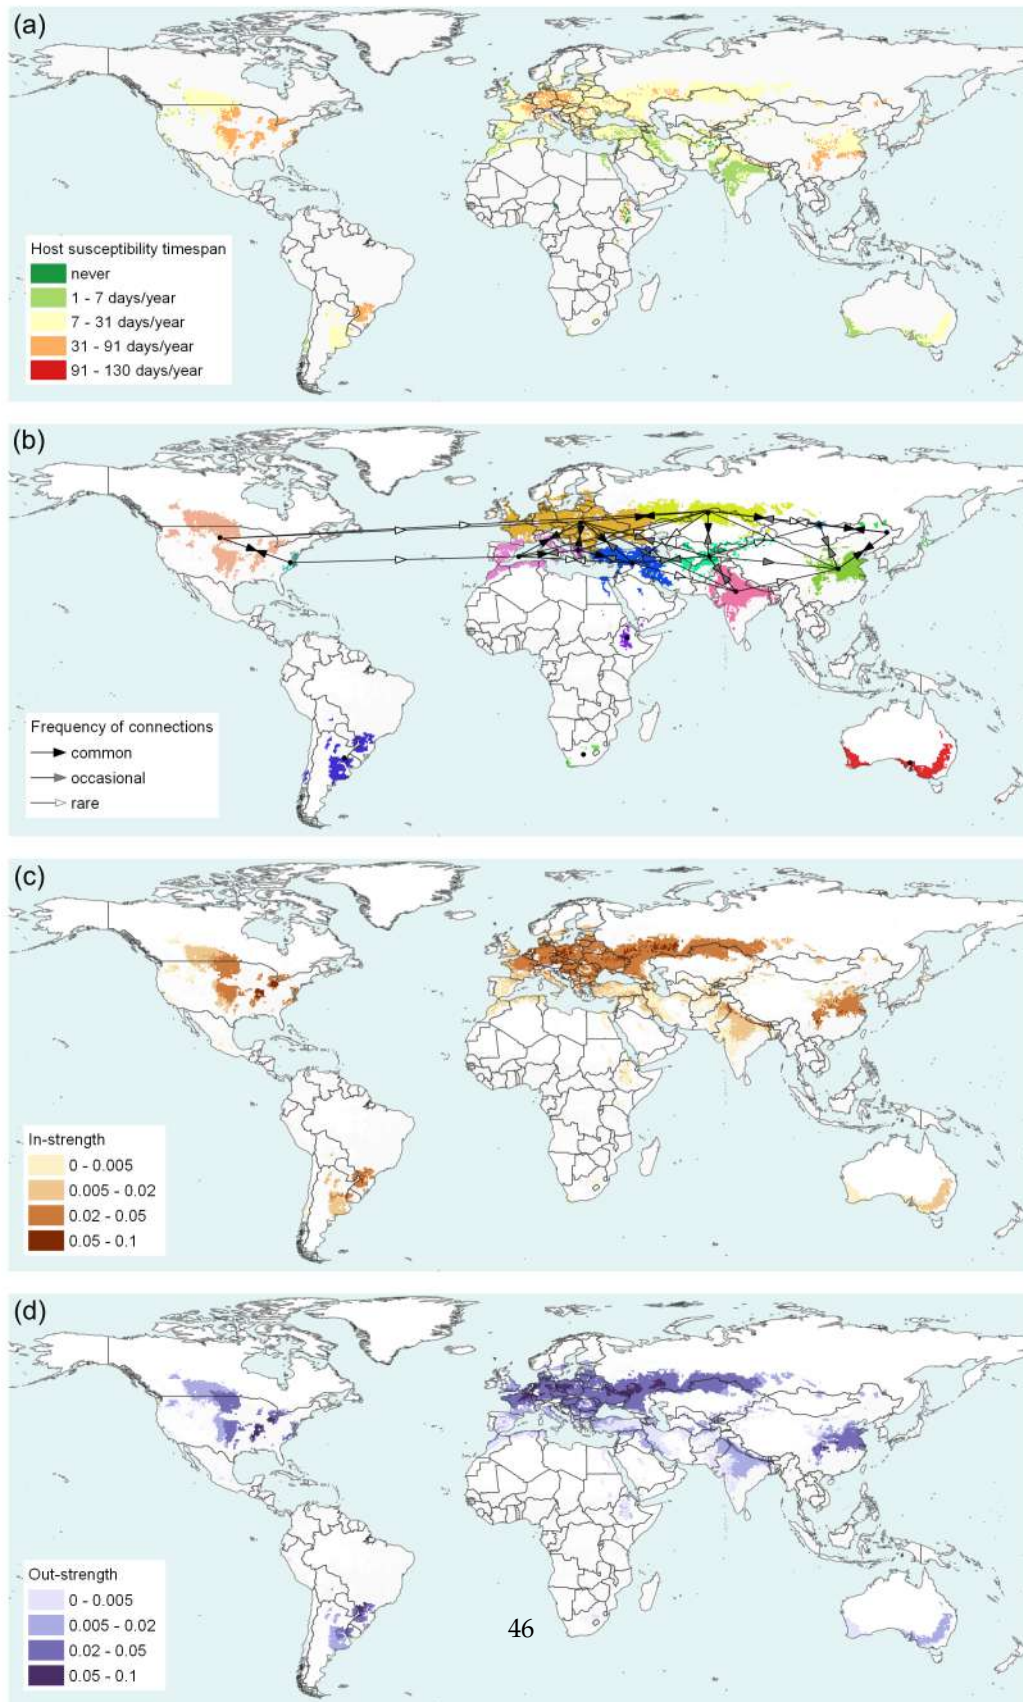 (a)
Host susceptibility timespan
never
1 - 7 days/year
7 - 31 days/year
31 - 91 days/year
91 - 130 days/year
(b)
Frequency of connections
common
occasional
rare
(c)
In-strength
0 - 0.005
0.005 - 0.02
0.02 - 0.05
0.05 - 0.1
(d)
Out-strength
0 - 0.005
0.005 - 0.02
0.02 - 0.05
0.05 - 0.1
46